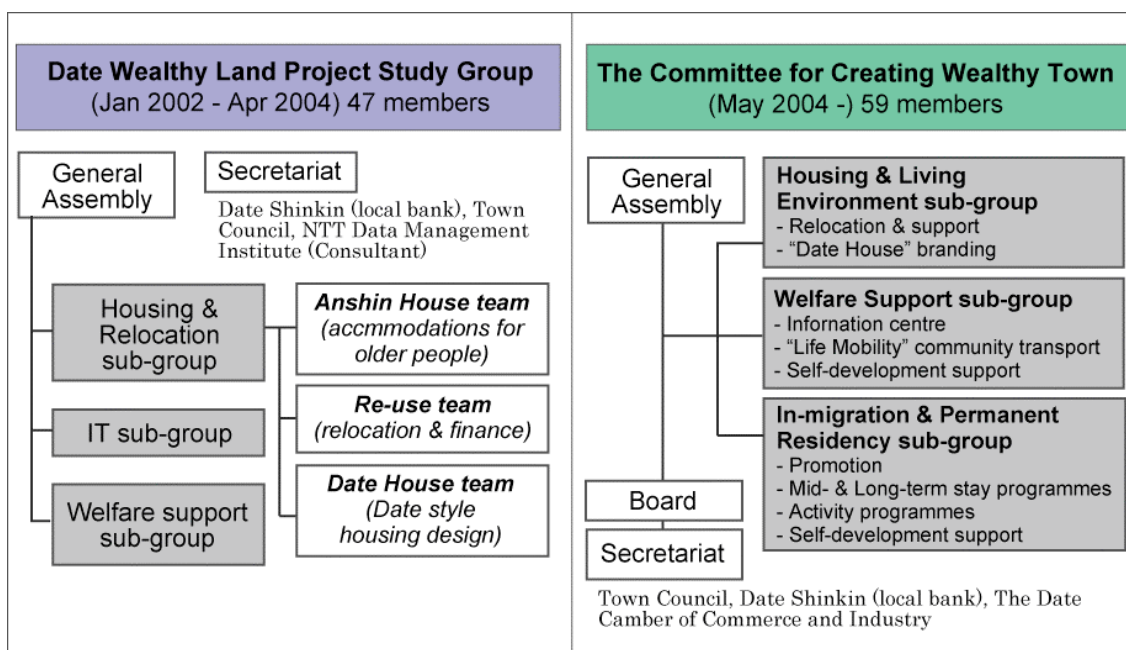 Date Wealthy Land Project Study Group
(Jan 2002 - Apr 2004) 47 members
General
Assembly
Secretariat
Date Shinkin (local bank), Town
Council, NTT Data Management
Institute (Consultant)
Housing &
Relocation
sub-group
IT sub-group
Welfare support
sub-group
Anshin House team
(accmmodations for
older people)
Re-use team
(relocation & finance)
Date House team
(Date style
housing design)
The Committee for Creating Wealthy Town
(May 2004 -) 59 members
General
Assembly
Housing & Living
Environment sub-group
- Relocation & support
- “Date House” branding
Welfare Support sub-group
- Infornation centre
- “Life Mobility” community transport
- Self-development support
In-migration & Permanent
Residency sub-group
- Promotion
- Mid- & Long-term stay programmes
- Activity programmes
- Self-development support
Board
Secretariat
Town Council, Date Shinkin (local bank), The Date
Camber of Commerce and Industry